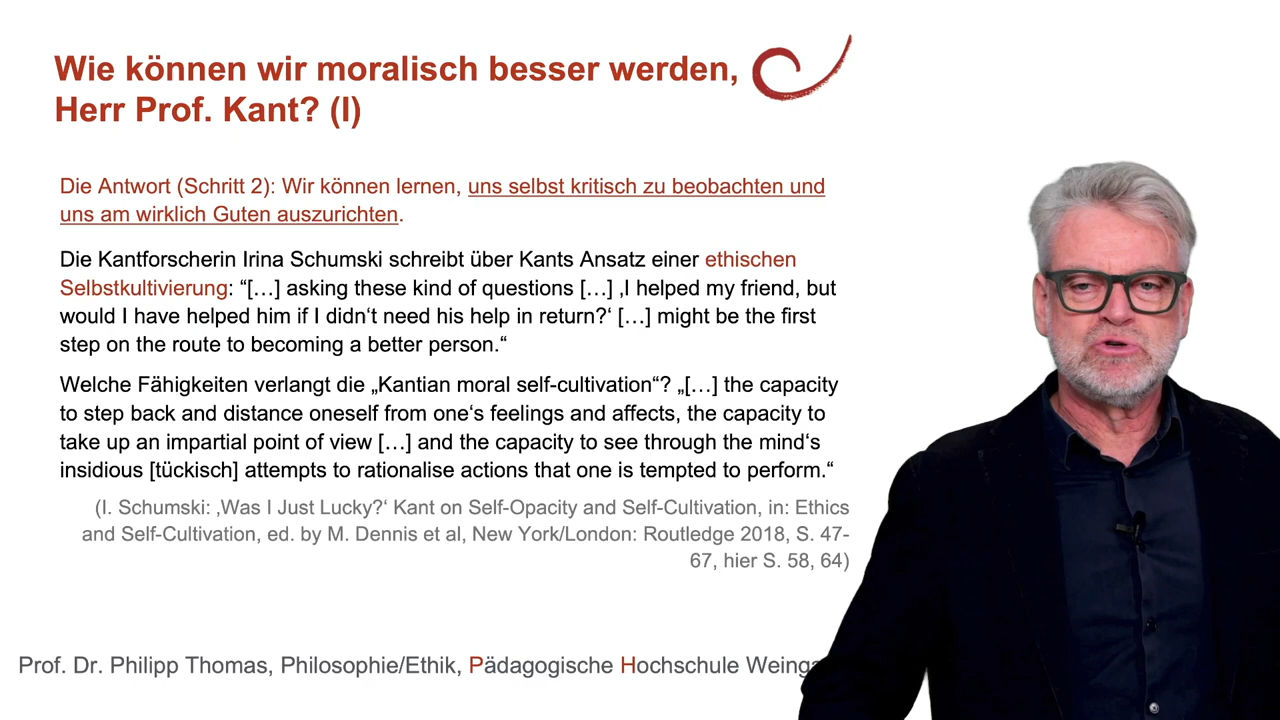 Wie können wir moralisch besser werden,
Herr Prof. Kant? (I)
Die Antwort (Schritt 2): Wir können lernen, uns selbst kritisch zu beobachten und
uns am wirklich Guten auszurichten.
Die Kantforscherin Irina Schumski schreibt über Kants Ansatz einer ethischen
Selbstkultivierung: “[…] asking these kind of questions […] ‚I helped my friend, but
would I have helped him if I didn‘t need his help in return?‘ […] might be the first
step on the route to becoming a better person.“
Welche Fähigkeiten verlangt die „Kantian moral self-cultivation“? „[…] the capacity
to step back and distance oneself from one‘s feelings and affects, the capacity to
take up an impartial point of view […] and the capacity to see through the mind‘s
insidious [tückisch] attempts to rationalise actions that one is tempted to perform.“
(I. Schumski: ‚Was I Just Lucky?‘ Kant on Self-Opacity and Self-Cultivation, in: Ethics
and Self-Cultivation, ed. by M. Dennis et al, New York/London: Routledge 2018, S. 47-
67, hier S. 58, 64)
Prof. Dr. Philipp Thomas, Philosophie/Ethik, Pädagogische Hochschule